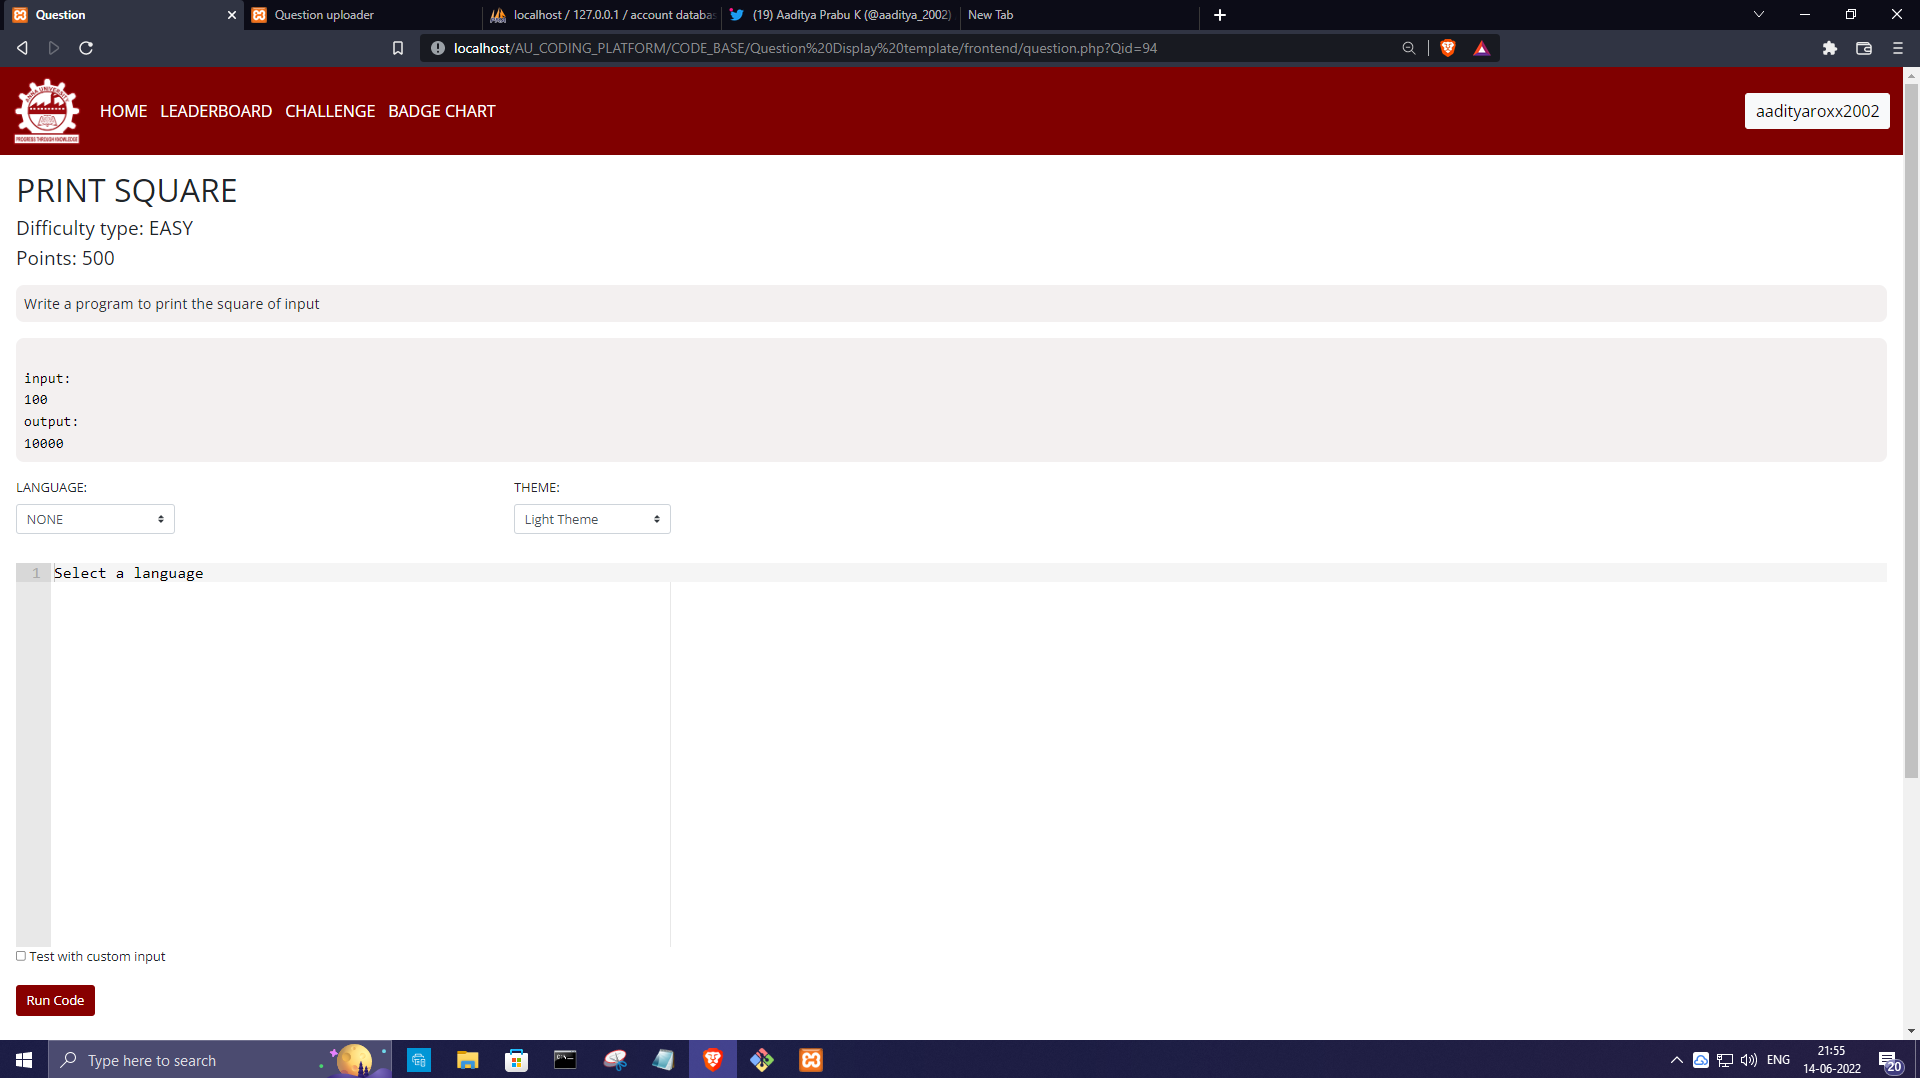 Question
Question uploader
localhost / 127.0.0.1 / account databas
(19) Aaditya Prabu K (@aaditya_2002)
New Tab
localhost/AU_CODING_PLATFORM/CODE_BASE/Question%20Display%20template/frontend/question.php?Qid=94
PROGRESS THROUGH KNOWLEDGE
HOME LEADERBOARD CHALLENGE BADGE CHART
aadityaroxx2002
PRINT SQUARE
Difficulty type: EASY
Points: 500
Write a program to print the square of input
input:
100
output:
10000
LANGUAGE:
THEME:
NONE
Light Theme
1 Select a language
Test with custom input
Run Code
Type here to search
ENG
21:55
14-06-2022
20